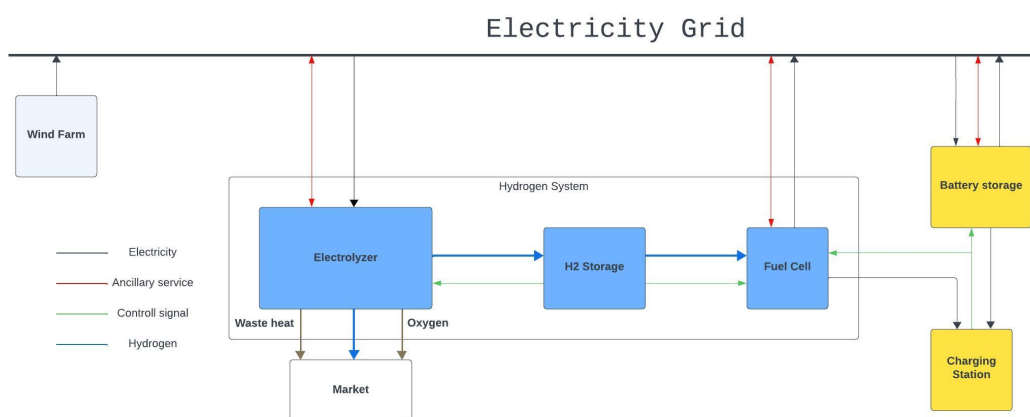 Electricity Grid
Wind Farm
Battery storage
Hydrogen System
Electrolyzer
H2 Storage
Fuel Cell
Electricity
Ancillary service
Controll signal
Hydrogen
Waste heat
Oxygen
Market
Charging
Station